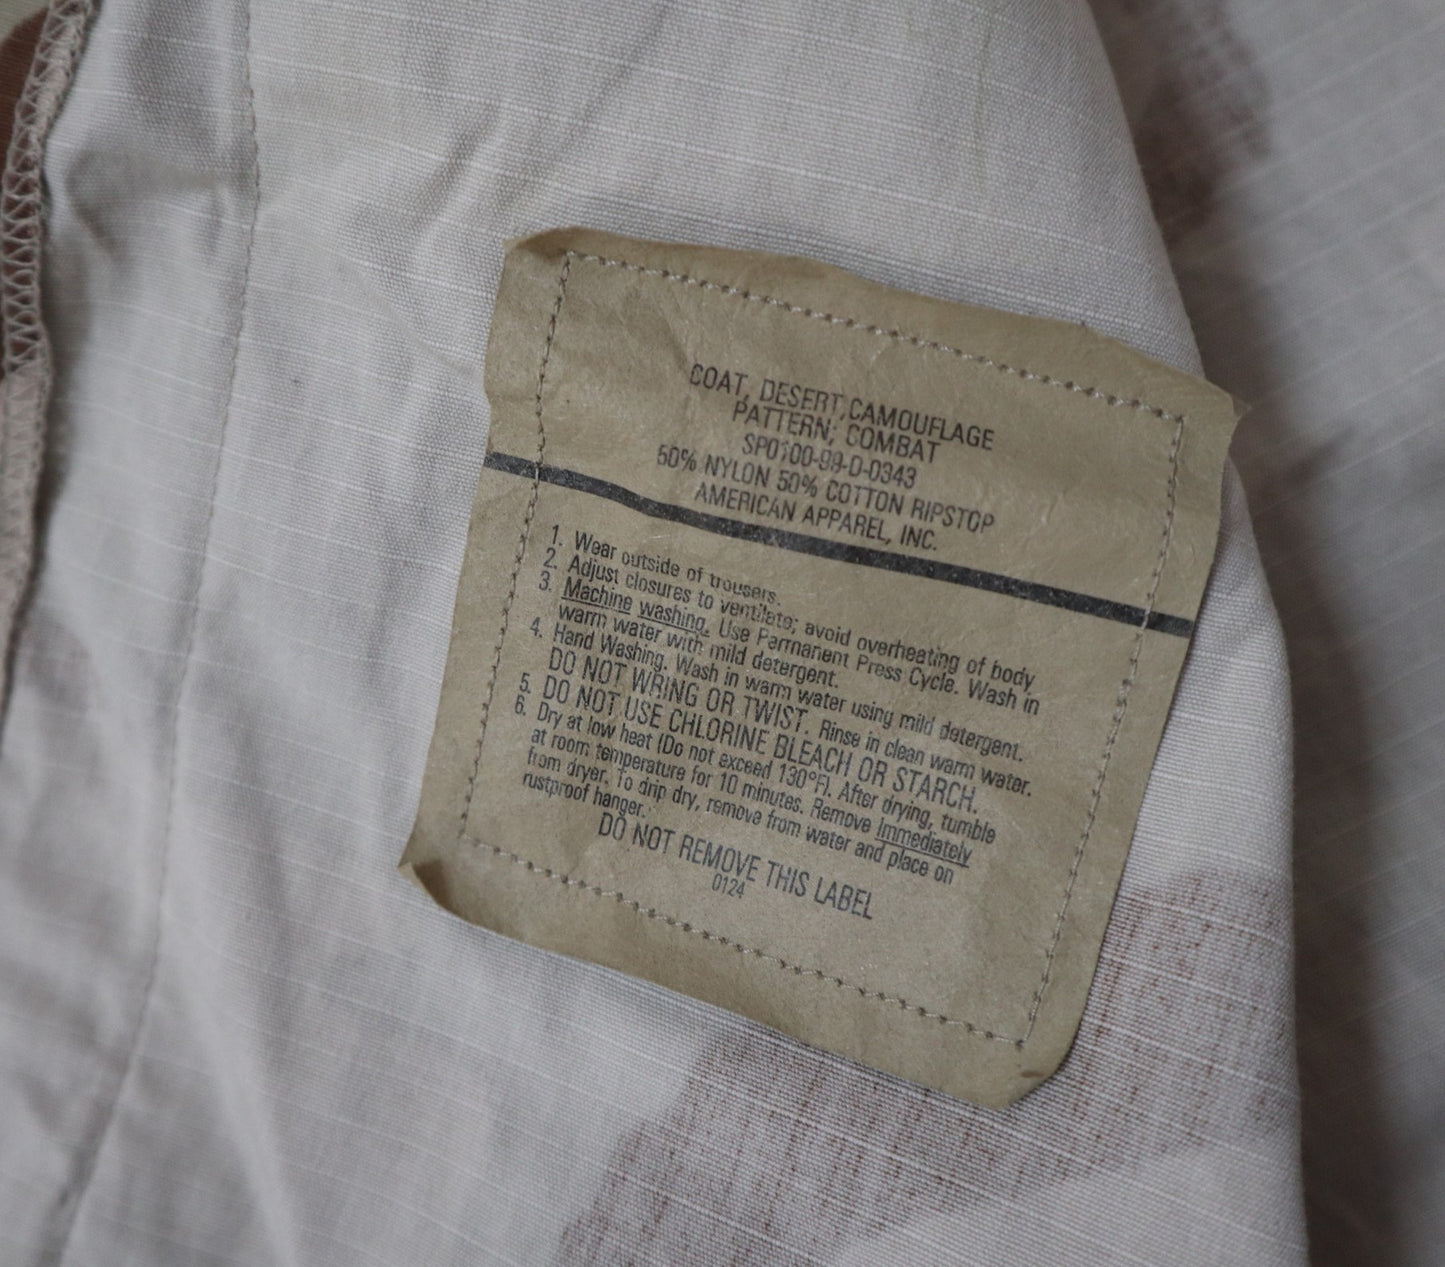 COAT, DESERT, CAMOUFLAGE
PATTERN; COMBAT
SP0100-99-D-0343
50% NYLON 50% COTTON RIPSTOP
AMERICAN APPAREL, INC.
1. Wear outside of trousers.
2. Adjust closures to ventilate; avoid overheating of body
3. Machine washing. Use Permanent Press Cycle. Wash in
warm water with mild detergent.
4. Hand Washing. Wash in warm water using mild detergent.
DO NOT WRING OR TWIST. Rinse in clean warm water.
5. DO NOT USE CHLORINE BLEACH OR STARCH.
6. Dry at low heat (Do not exceed 130°F). After drying, tumble
at room temperature for 10 minutes. Remove Immediately
from dryer. To drip dry, remove from water and place on
rustproof hanger.
DO NOT REMOVE THIS LABEL
0124